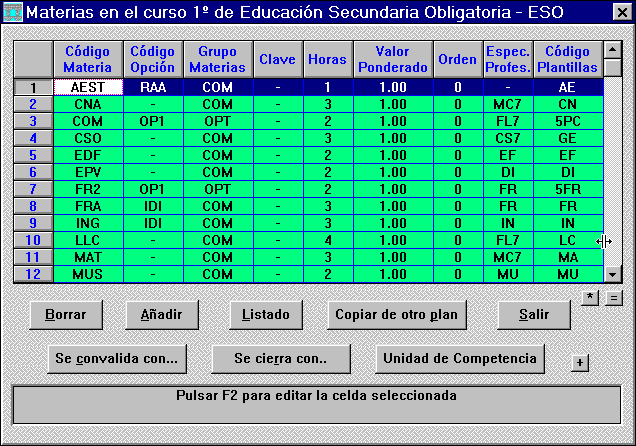 Materias en el curso 1º de Educación Secundaria Obligatoria - ESO
Código Materia Código Opción Grupo Materias Clave Horas Valor Ponderado Orden Espec. Profes. Código Plantillas
1 AEST RAA COM - 1 1.00 0 - AE
2 CNA - COM - 3 1.00 0 MC7 CN
3 COM OP1 OPT - 2 1.00 0 FL7 5PC
4 CSO - COM - 3 1.00 0 CS7 GE
5 EDF - COM - 2 1.00 0 EF EF
6 EPV - COM - 2 1.00 0 DI DI
7 FR2 OP1 OPT - 2 1.00 0 FR 5FR
8 FRA IDI COM - 3 1.00 0 FR FR
9 ING IDI COM - 3 1.00 0 IN IN
10 LLC - COM - 4 1.00 0 FL7 LC
11 MAT - COM - 3 1.00 0 MC7 MA
12 MUS - COM - 2 1.00 0 MU MU
* =
Borrar Añadir Listado Copiar de otro plan Salir
Se convalida con... Se cierra con.. Unidad de Competencia +
Pulsar F2 para editar la celda seleccionada